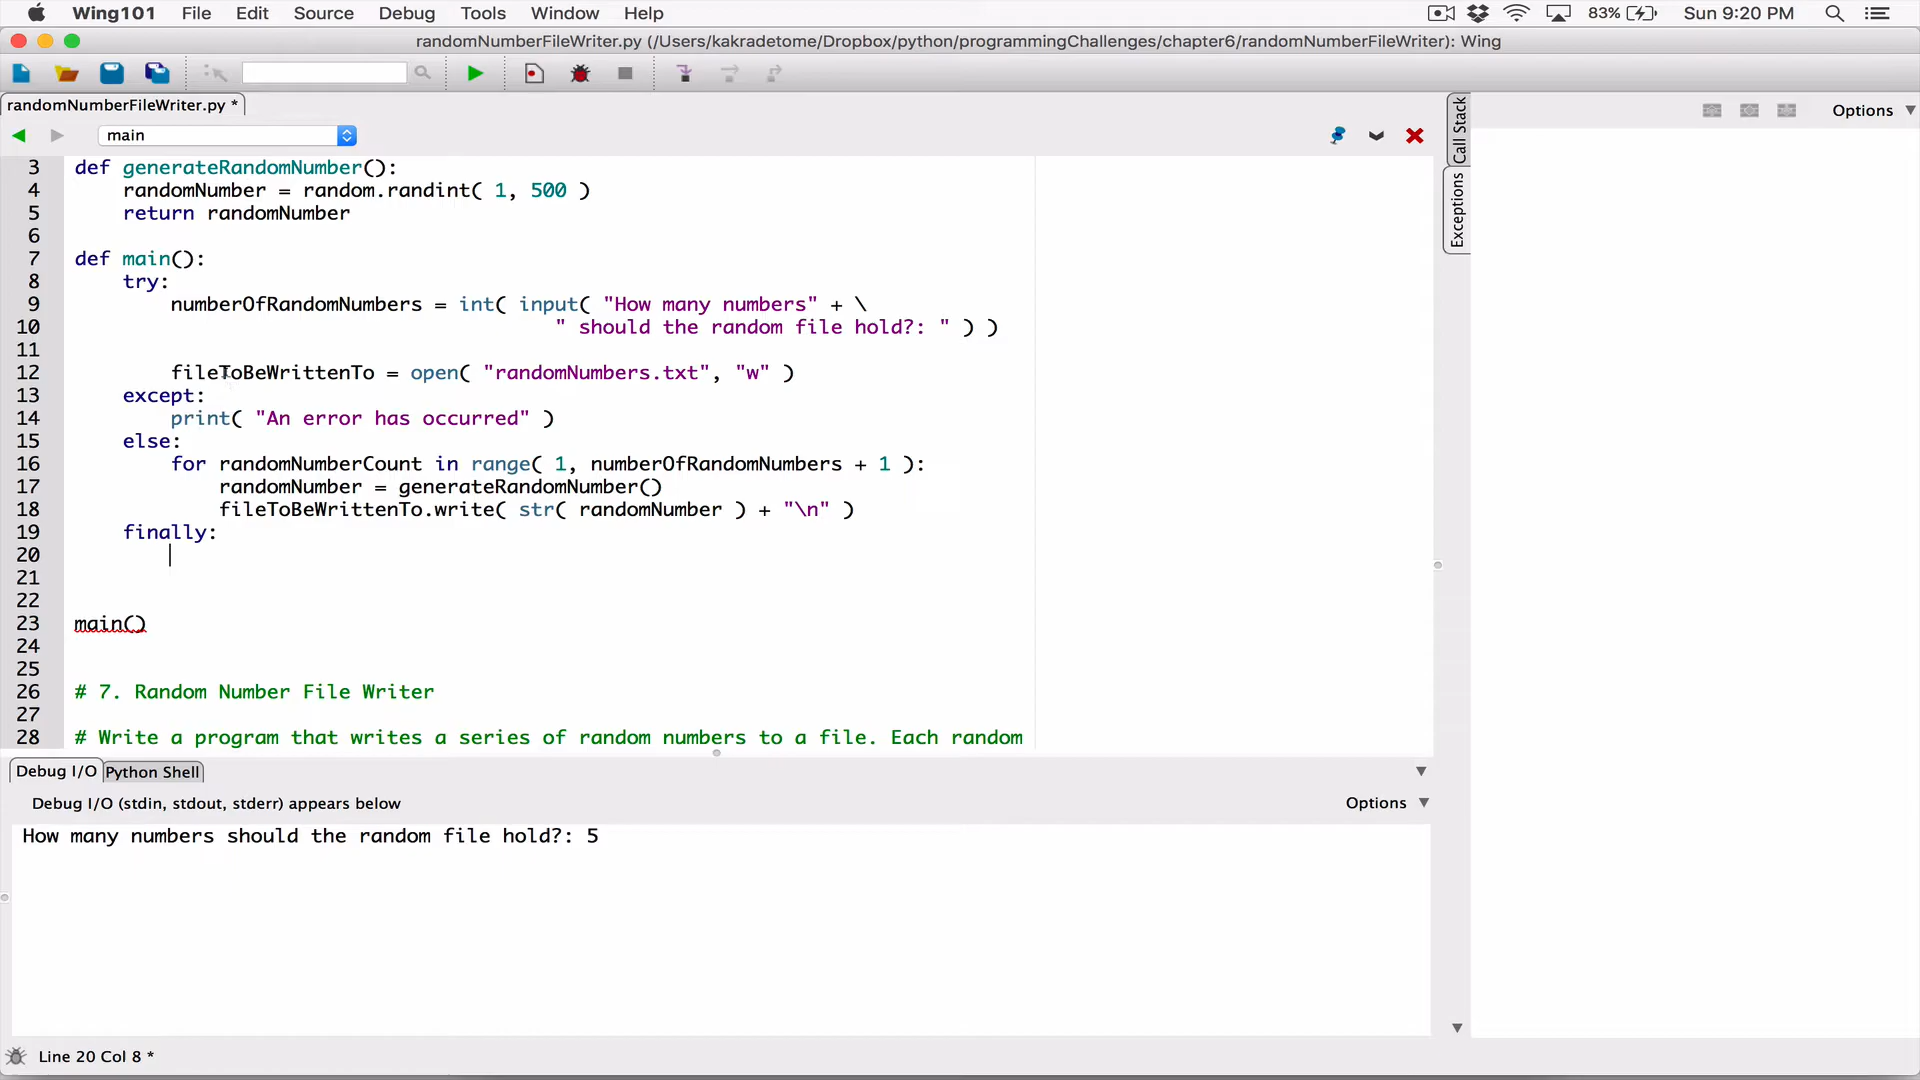 Wing101 File Edit Source Debug Tools Window Help 83% Sun 9:20 PM
randomNumberFileWriter.py (/Users/kakradetome/Dropbox/python/programmingChallenges/chapter6/randomNumberFileWriter): Wing
randomNumberFileWriter.py *
main
Call Stack
Exceptions
Options
3 def generateRandomNumber():
4 randomNumber = random.randint( 1, 500 )
5 return randomNumber
6
7 def main():
8 try:
9 numberOfRandomNumbers = int( input( "How many numbers" + \
10 " should the random file hold?: " ) )
11
12 fileToBeWrittenTo = open( "randomNumbers.txt", "w" )
13 except:
14 print( "An error has occurred" )
15 else:
16 for randomNumberCount in range( 1, numberOfRandomNumbers + 1 ):
17 randomNumber = generateRandomNumber()
18 fileToBeWrittenTo.write( str( randomNumber ) + "\n" )
19 finally:
20
21
22
23 main()
24
25
26 # 7. Random Number File Writer
27
28 # Write a program that writes a series of random numbers to a file. Each random
Debug I/O Python Shell
Debug I/O (stdin, stdout, stderr) appears below Options
How many numbers should the random file hold?: 5
Line 20 Col 8 *